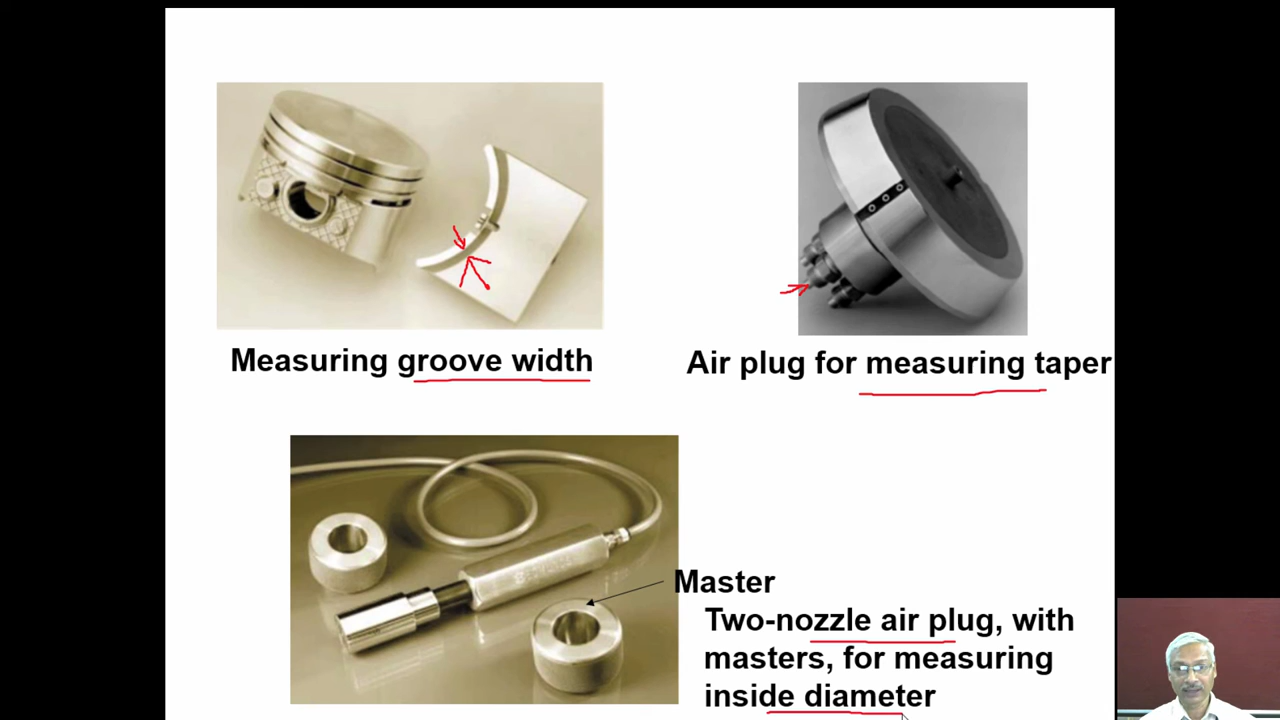 Measuring groove width
Air plug for measuring taper
Master
Two-nozzle air plug, with
masters, for measuring
inside diameter